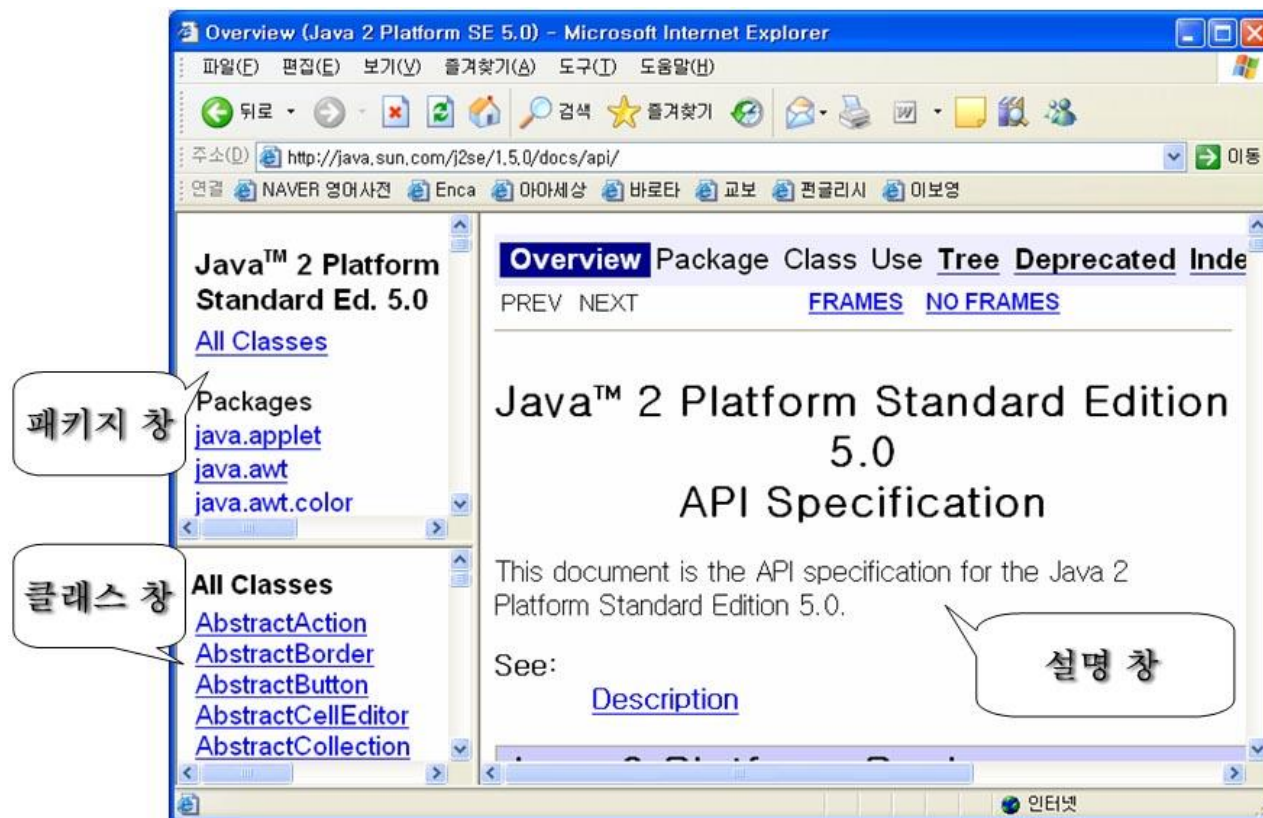 Overview (Java 2 Platform SE 5.0) - Microsoft Internet Explorer
파일(F) 편집(E) 보기(V) 즐겨찾기(A) 도구(T) 도움말(H)
뒤로 검색 즐겨찾기
주소(D) http://java.sun.com/j2se/1.5.0/docs/api/ 이동
연결 NAVER 영어사전 Enca 아마세상 바로타 교보 펀글리시 이보영
Java™ 2 Platform
Standard Ed. 5.0
All Classes
Packages
java.applet
java.awt
java.awt.color
패키지 창
All Classes
AbstractAction
AbstractBorder
AbstractButton
AbstractCellEditor
AbstractCollection
클래스 창
Overview Package Class Use Tree Deprecated Inde
PREV NEXT FRAMES NO FRAMES
Java™ 2 Platform Standard Edition
5.0
API Specification
This document is the API specification for the Java 2
Platform Standard Edition 5.0.
See:
Description
설명 창
인터넷